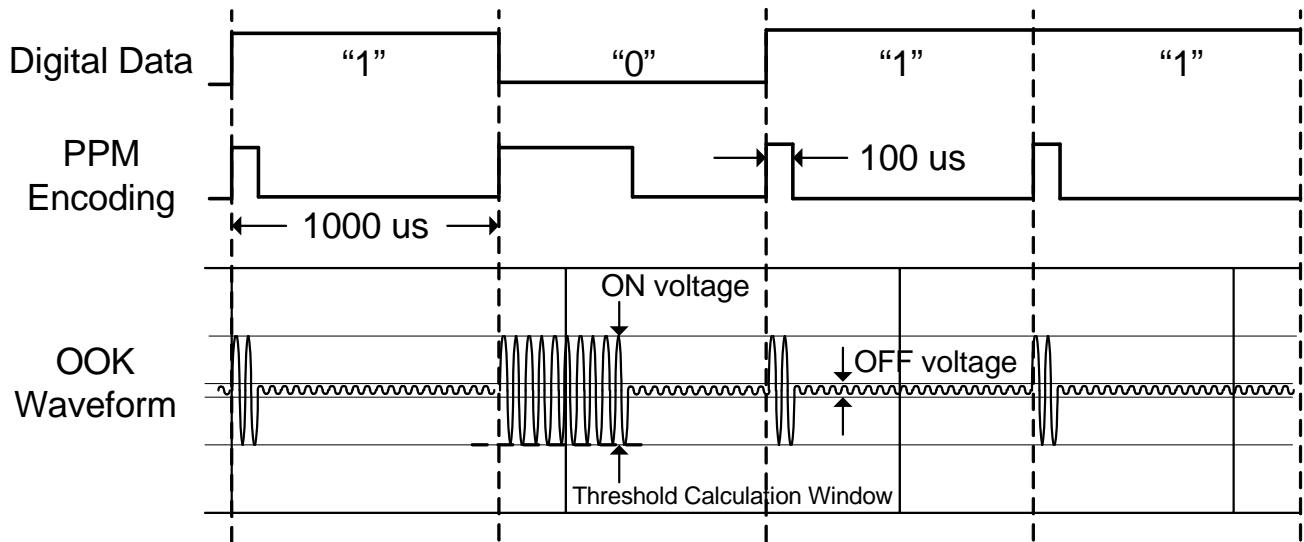 Digital Data
“1”
“0”
“1”
“1”
PPM
Encoding
100 us
1000 us
ON voltage
OOK
Waveform
OFF voltage
Threshold Calculation Window